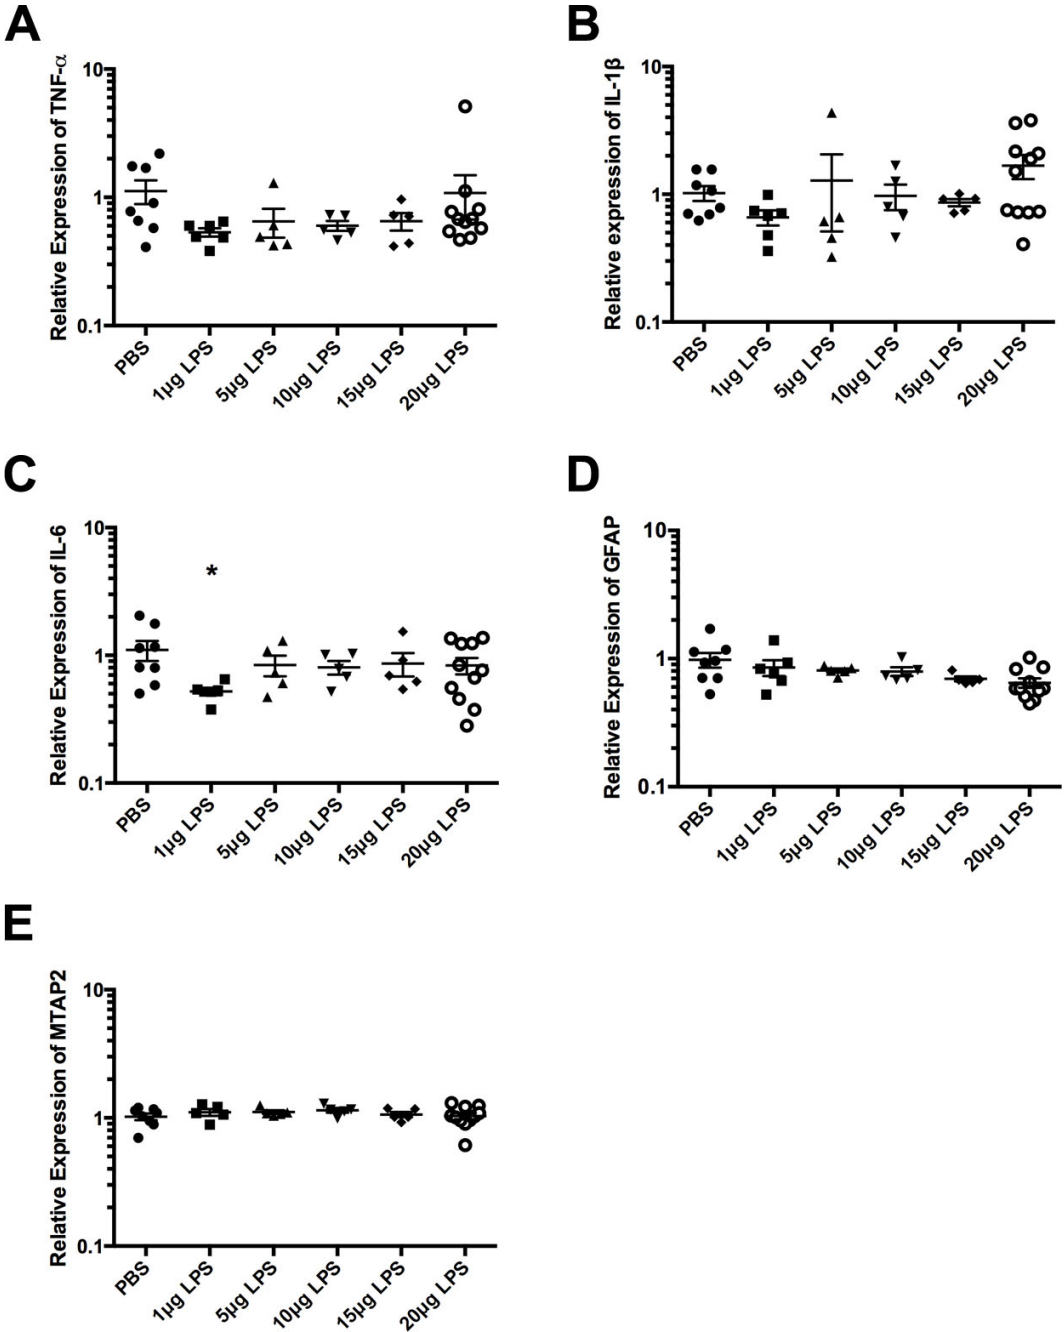 A
Relative Expression of TNF-α
10
1
0.1
PBS
1µg LPS
5µg LPS
10µg LPS
15µg LPS
20µg LPS
B
Relative expression of IL-1β
10
1
0.1
PBS
1µg LPS
5µg LPS
10µg LPS
15µg LPS
20µg LPS
C
Relative Expression of IL-6
10
1
0.1
*
PBS
1µg LPS
5µg LPS
10µg LPS
15µg LPS
20µg LPS
D
Relative Expression of GFAP
10
1
0.1
PBS
1µg LPS
5µg LPS
10µg LPS
15µg LPS
20µg LPS
E
Relative Expression of MTAP2
10
1
0.1
PBS
1µg LPS
5µg LPS
10µg LPS
15µg LPS
20µg LPS